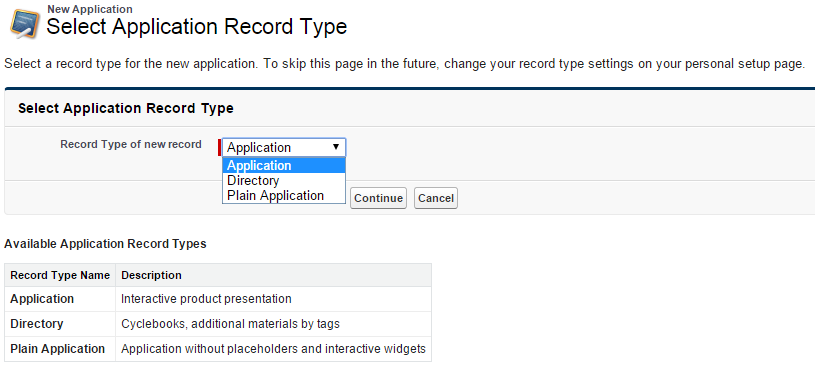 New Application
Select Application Record Type
Select a record type for the new application. To skip this page in the future, change your record type settings on your personal setup page.
Select Application Record Type
Record Type of new record
Application
Application
Directory
Plain Application
Continue Cancel
Available Application Record Types
Record Type Name Description
Application Interactive product presentation
Directory Cyclebooks, additional materials by tags
Plain Application Application without placeholders and interactive widgets